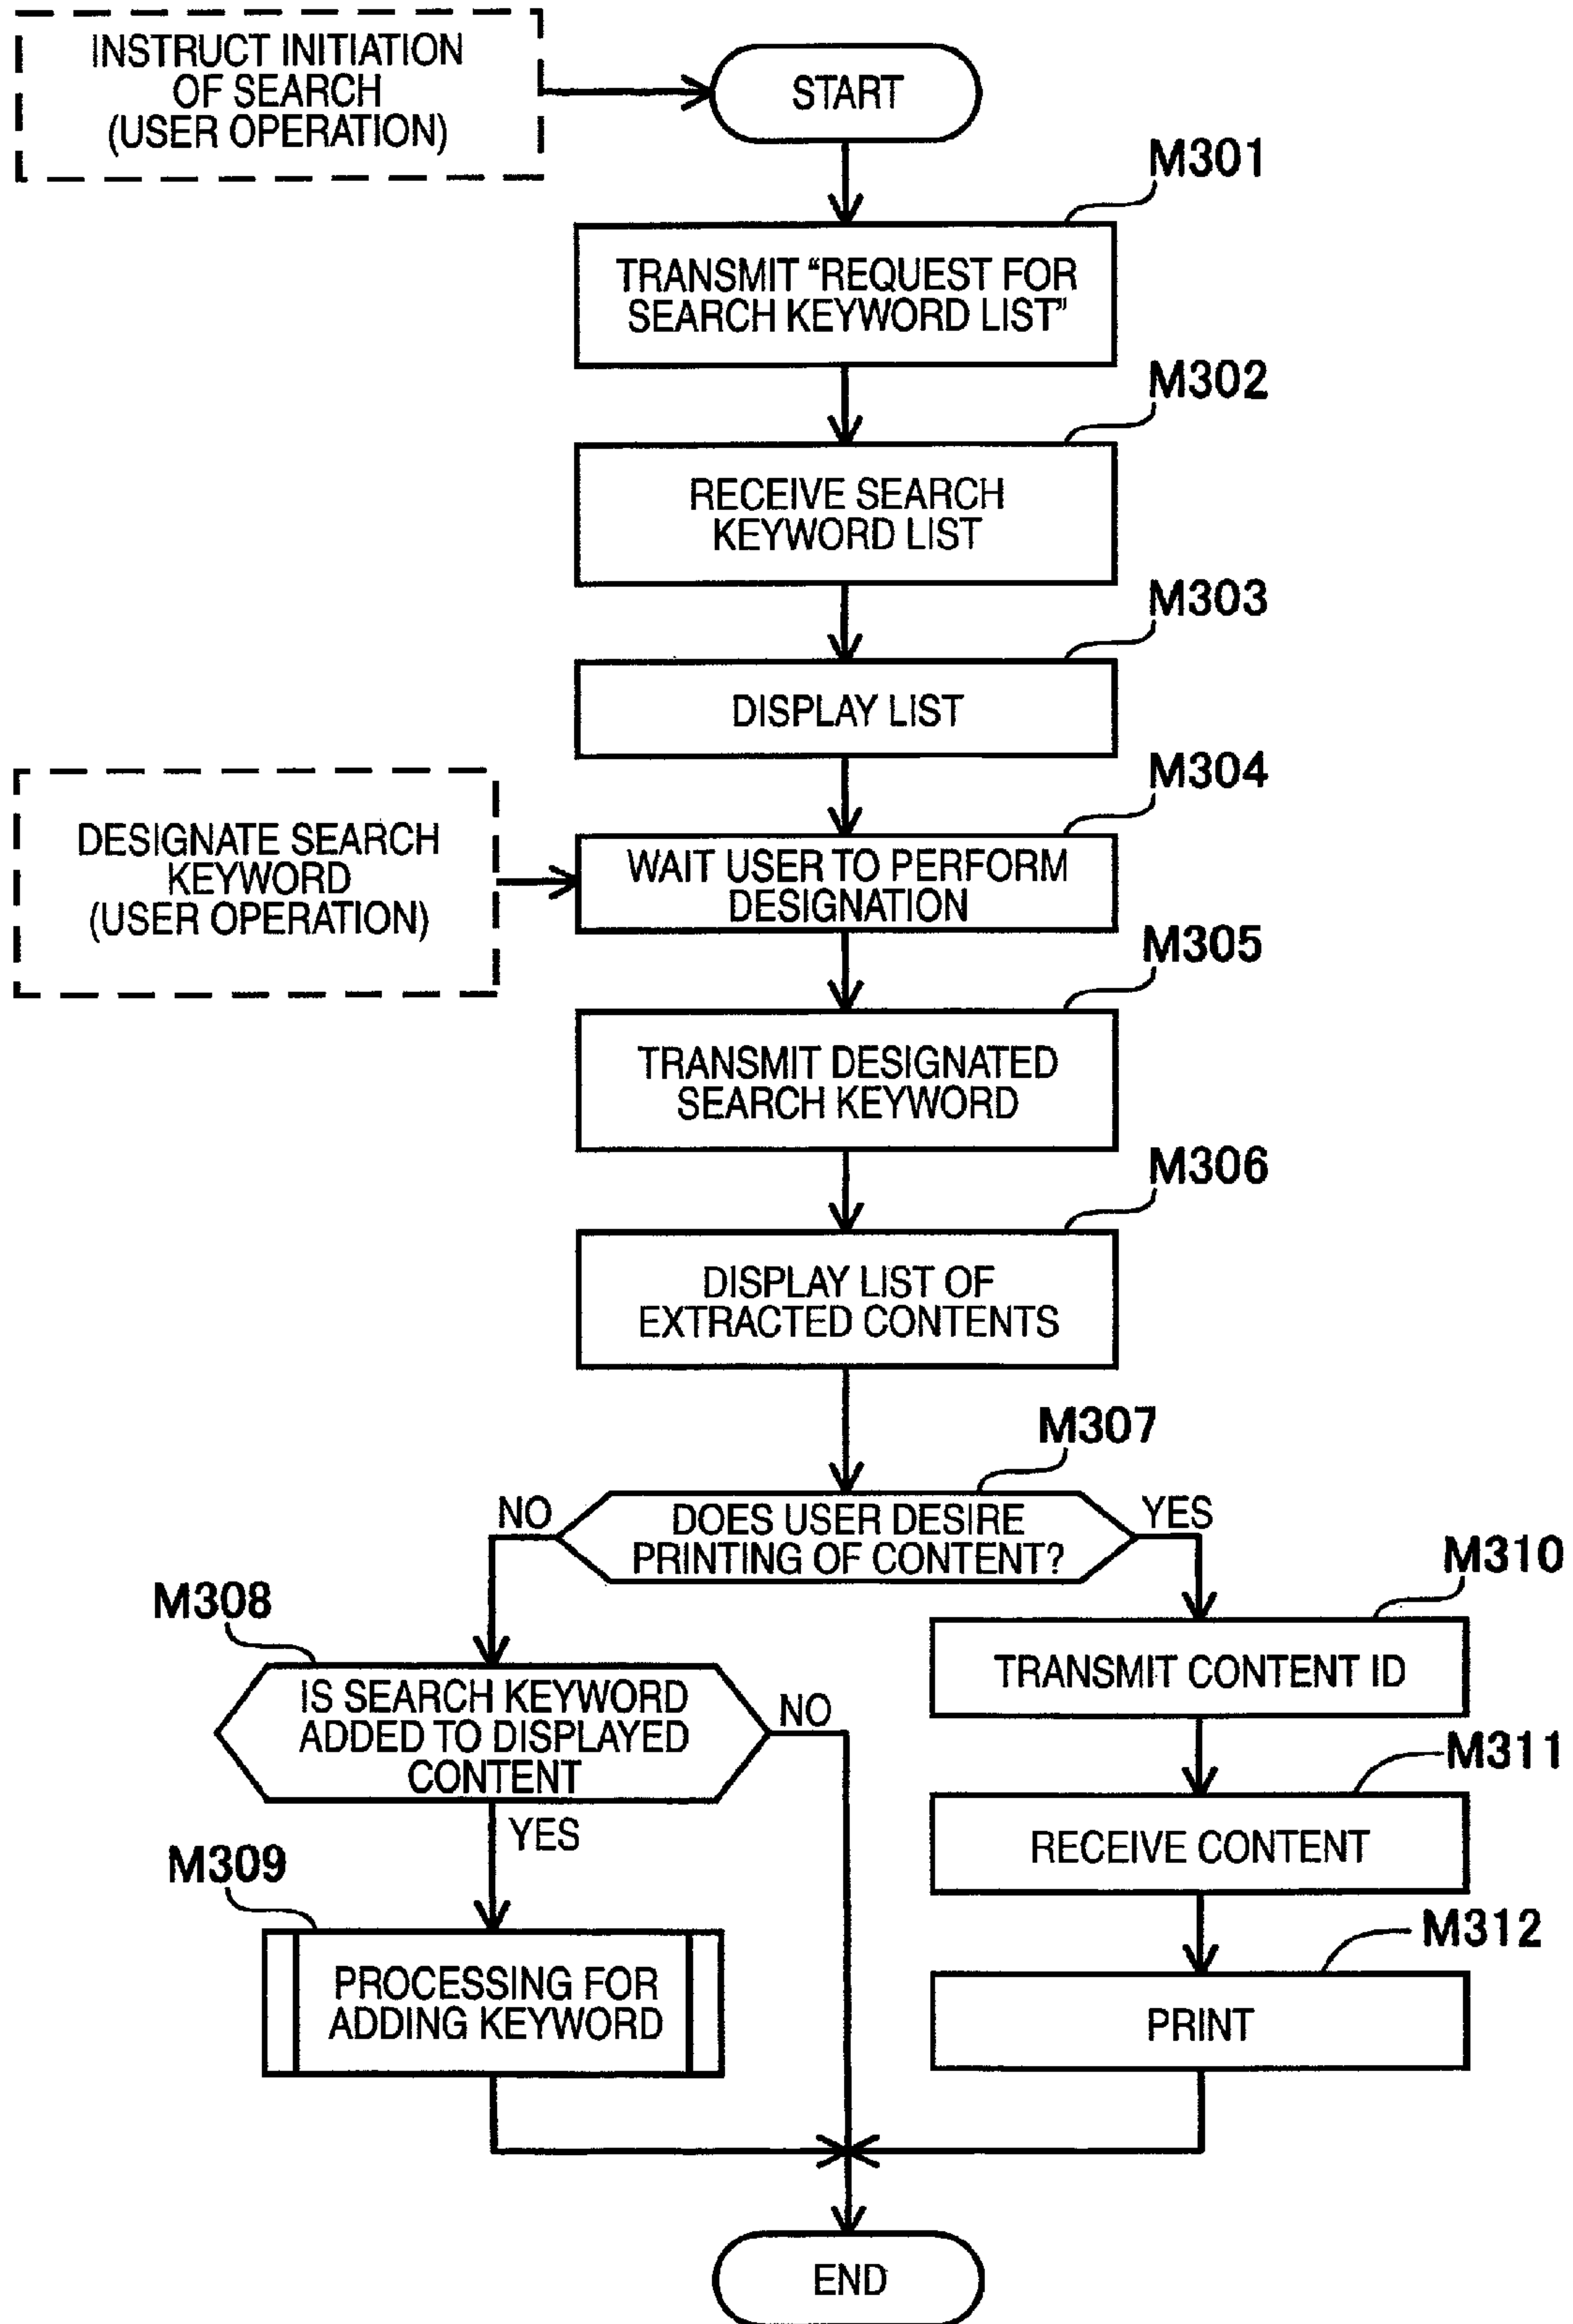 INSTRUCT INITIATION
OF SEARCH
(USER OPERATION)
START
M301
TRANSMIT “REQUEST FOR
SEARCH KEYWORD LIST”
M302
RECEIVE SEARCH
KEYWORD LIST
M303
DISPLAY LIST
M304
DESIGNATE SEARCH
KEYWORD
(USER OPERATION)
WAIT USER TO PERFORM
DESIGNATION
M305
TRANSMIT DESIGNATED
SEARCH KEYWORD
M306
DISPLAY LIST OF
EXTRACTED CONTENTS
M307
NO
DOES USER DESIRE
PRINTING OF CONTENT?
YES
M308
IS SEARCH KEYWORD
ADDED TO DISPLAYED
CONTENT
NO
YES
M309
PROCESSING FOR
ADDING KEYWORD
M310
TRANSMIT CONTENT ID
M311
RECEIVE CONTENT
M312
PRINT
END